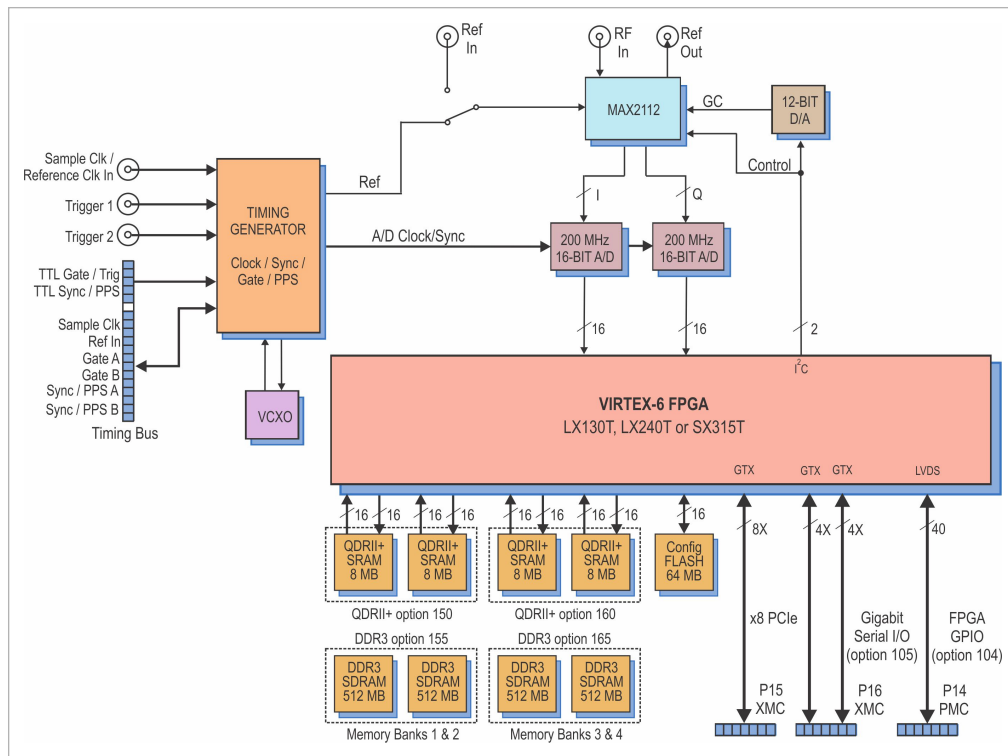 Ref
In
RF
In
Ref
Out
MAX2112
GC
12-BIT
D/A
Control
Sample Clk /
Reference Clk In
Trigger 1
Trigger 2
TTL Gate / Trig
TTL Sync / PPS
Sample Clk
Ref In
Gate A
Gate B
Sync / PPS A
Sync / PPS B
Timing Bus
TIMING
GENERATOR
Clock / Sync /
Gate / PPS
VCXO
Ref
A/D Clock/Sync
I
Q
200 MHz
16-BIT A/D
200 MHz
16-BIT A/D
16
16
2
I²C
VIRTEX-6 FPGA
LX130T, LX240T or SX315T
GTX
GTX
GTX
LVDS
16
16
16
16
16
16
16
16
16
8X
4X
4X
40
QDRII+
SRAM
8 MB
QDRII+
SRAM
8 MB
QDRII+
SRAM
8 MB
QDRII+
SRAM
8 MB
Config
FLASH
64 MB
QDRII+ option 150
QDRII+ option 160
DDR3 option 155
DDR3 option 165
DDR3
SDRAM
512 MB
DDR3
SDRAM
512 MB
DDR3
SDRAM
512 MB
DDR3
SDRAM
512 MB
Memory Banks 1 & 2
Memory Banks 3 & 4
x8 PCIe
Gigabit
Serial I/O
(option 105)
FPGA
GPIO
(option 104)
P15
XMC
P16
XMC
P14
PMC